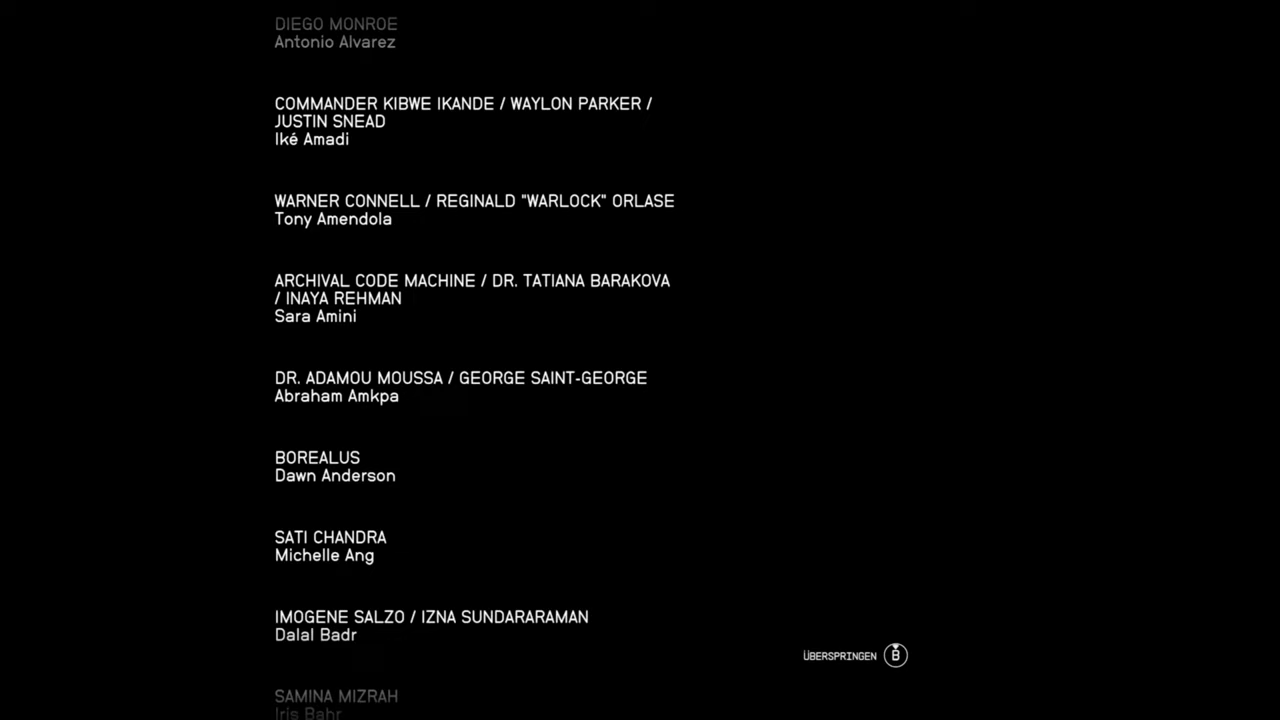 DIEGO MONROE
Antonio Alvarez
COMMANDER KIBWE IKANDE / WAYLON PARKER /
JUSTIN SNEAD
Iké Amadi
WARNER CONNELL / REGINALD "WARLOCK" ORLASE
Tony Amendola
ARCHIVAL CODE MACHINE / DR. TATIANA BARAKOVA
/ INAYA REHMAN
Sara Amini
DR. ADAMOU MOUSSA / GEORGE SAINT-GEORGE
Abraham Amkpa
BOREALUS
Dawn Anderson
SATI CHANDRA
Michelle Ang
IMOGENE SALZO / IZNA SUNDARARAMAN
Dalal Badr
ÜBERSPRINGEN B
SAMINA MIZRAH
Iris Bahr